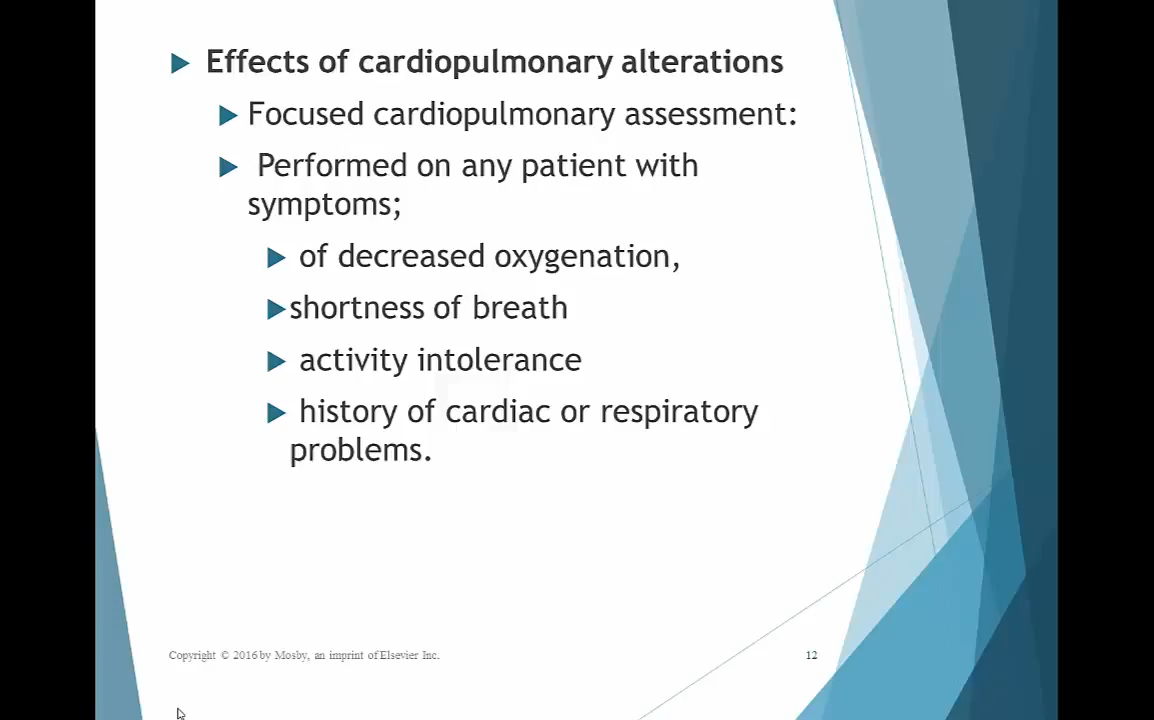 Effects of cardiopulmonary alterations
Focused cardiopulmonary assessment:
Performed on any patient with
symptoms;
of decreased oxygenation,
shortness of breath
activity intolerance
history of cardiac or respiratory
problems.
Copyright © 2016 by Mosby, an imprint of Elsevier Inc.
12